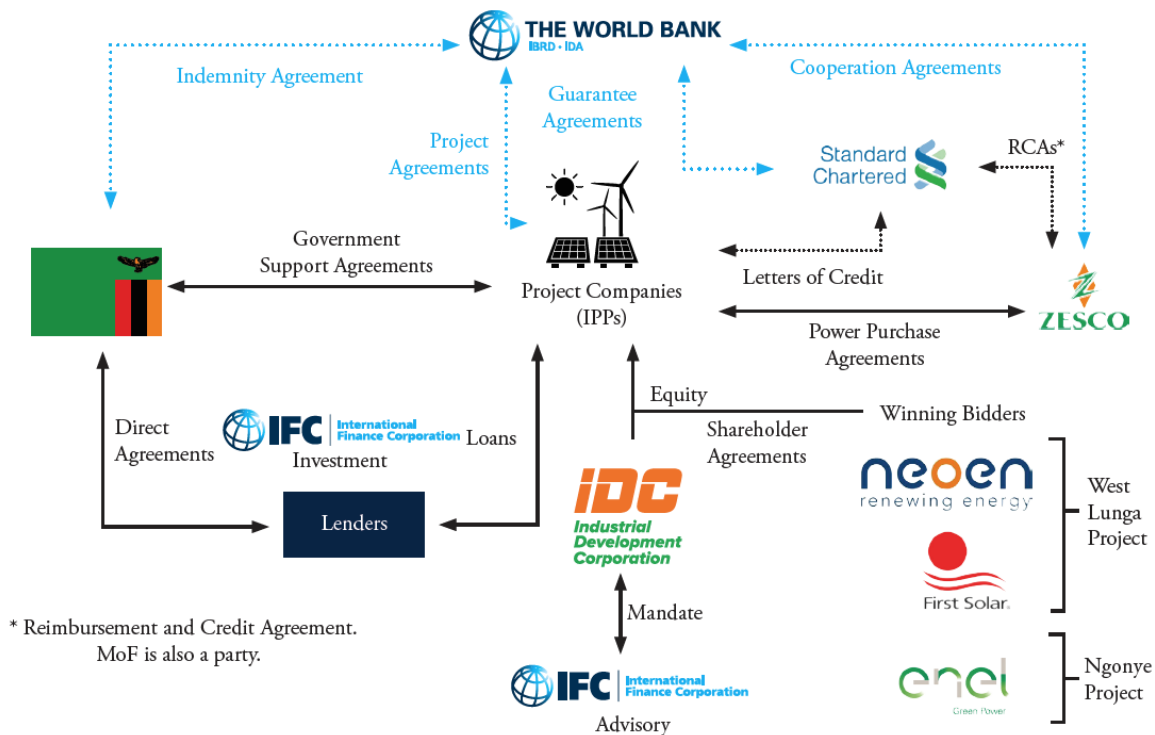 THE WORLD BANK
IBRD • IDA
Indemnity Agreement
Cooperation Agreements
Guarantee
Agreements
Project
Agreements
Standard
Chartered
RCAs*
Government
Support Agreements
Letters of Credit
Project Companies
(IPPs)
ZESCO
Power Purchase
Agreements
Equity
Winning Bidders
Shareholder
Agreements
Direct
Agreements
IFC
International
Finance Corporation
Loans
Investment
Lenders
IDC
Industrial
Development
Corporation
neoen
renewing energy
West
Lunga
Project
First Solar.
Mandate
* Reimbursement and Credit Agreement.
MoF is also a party.
IFC
International
Finance Corporation
Advisory
enel
Green Power
Ngonye
Project